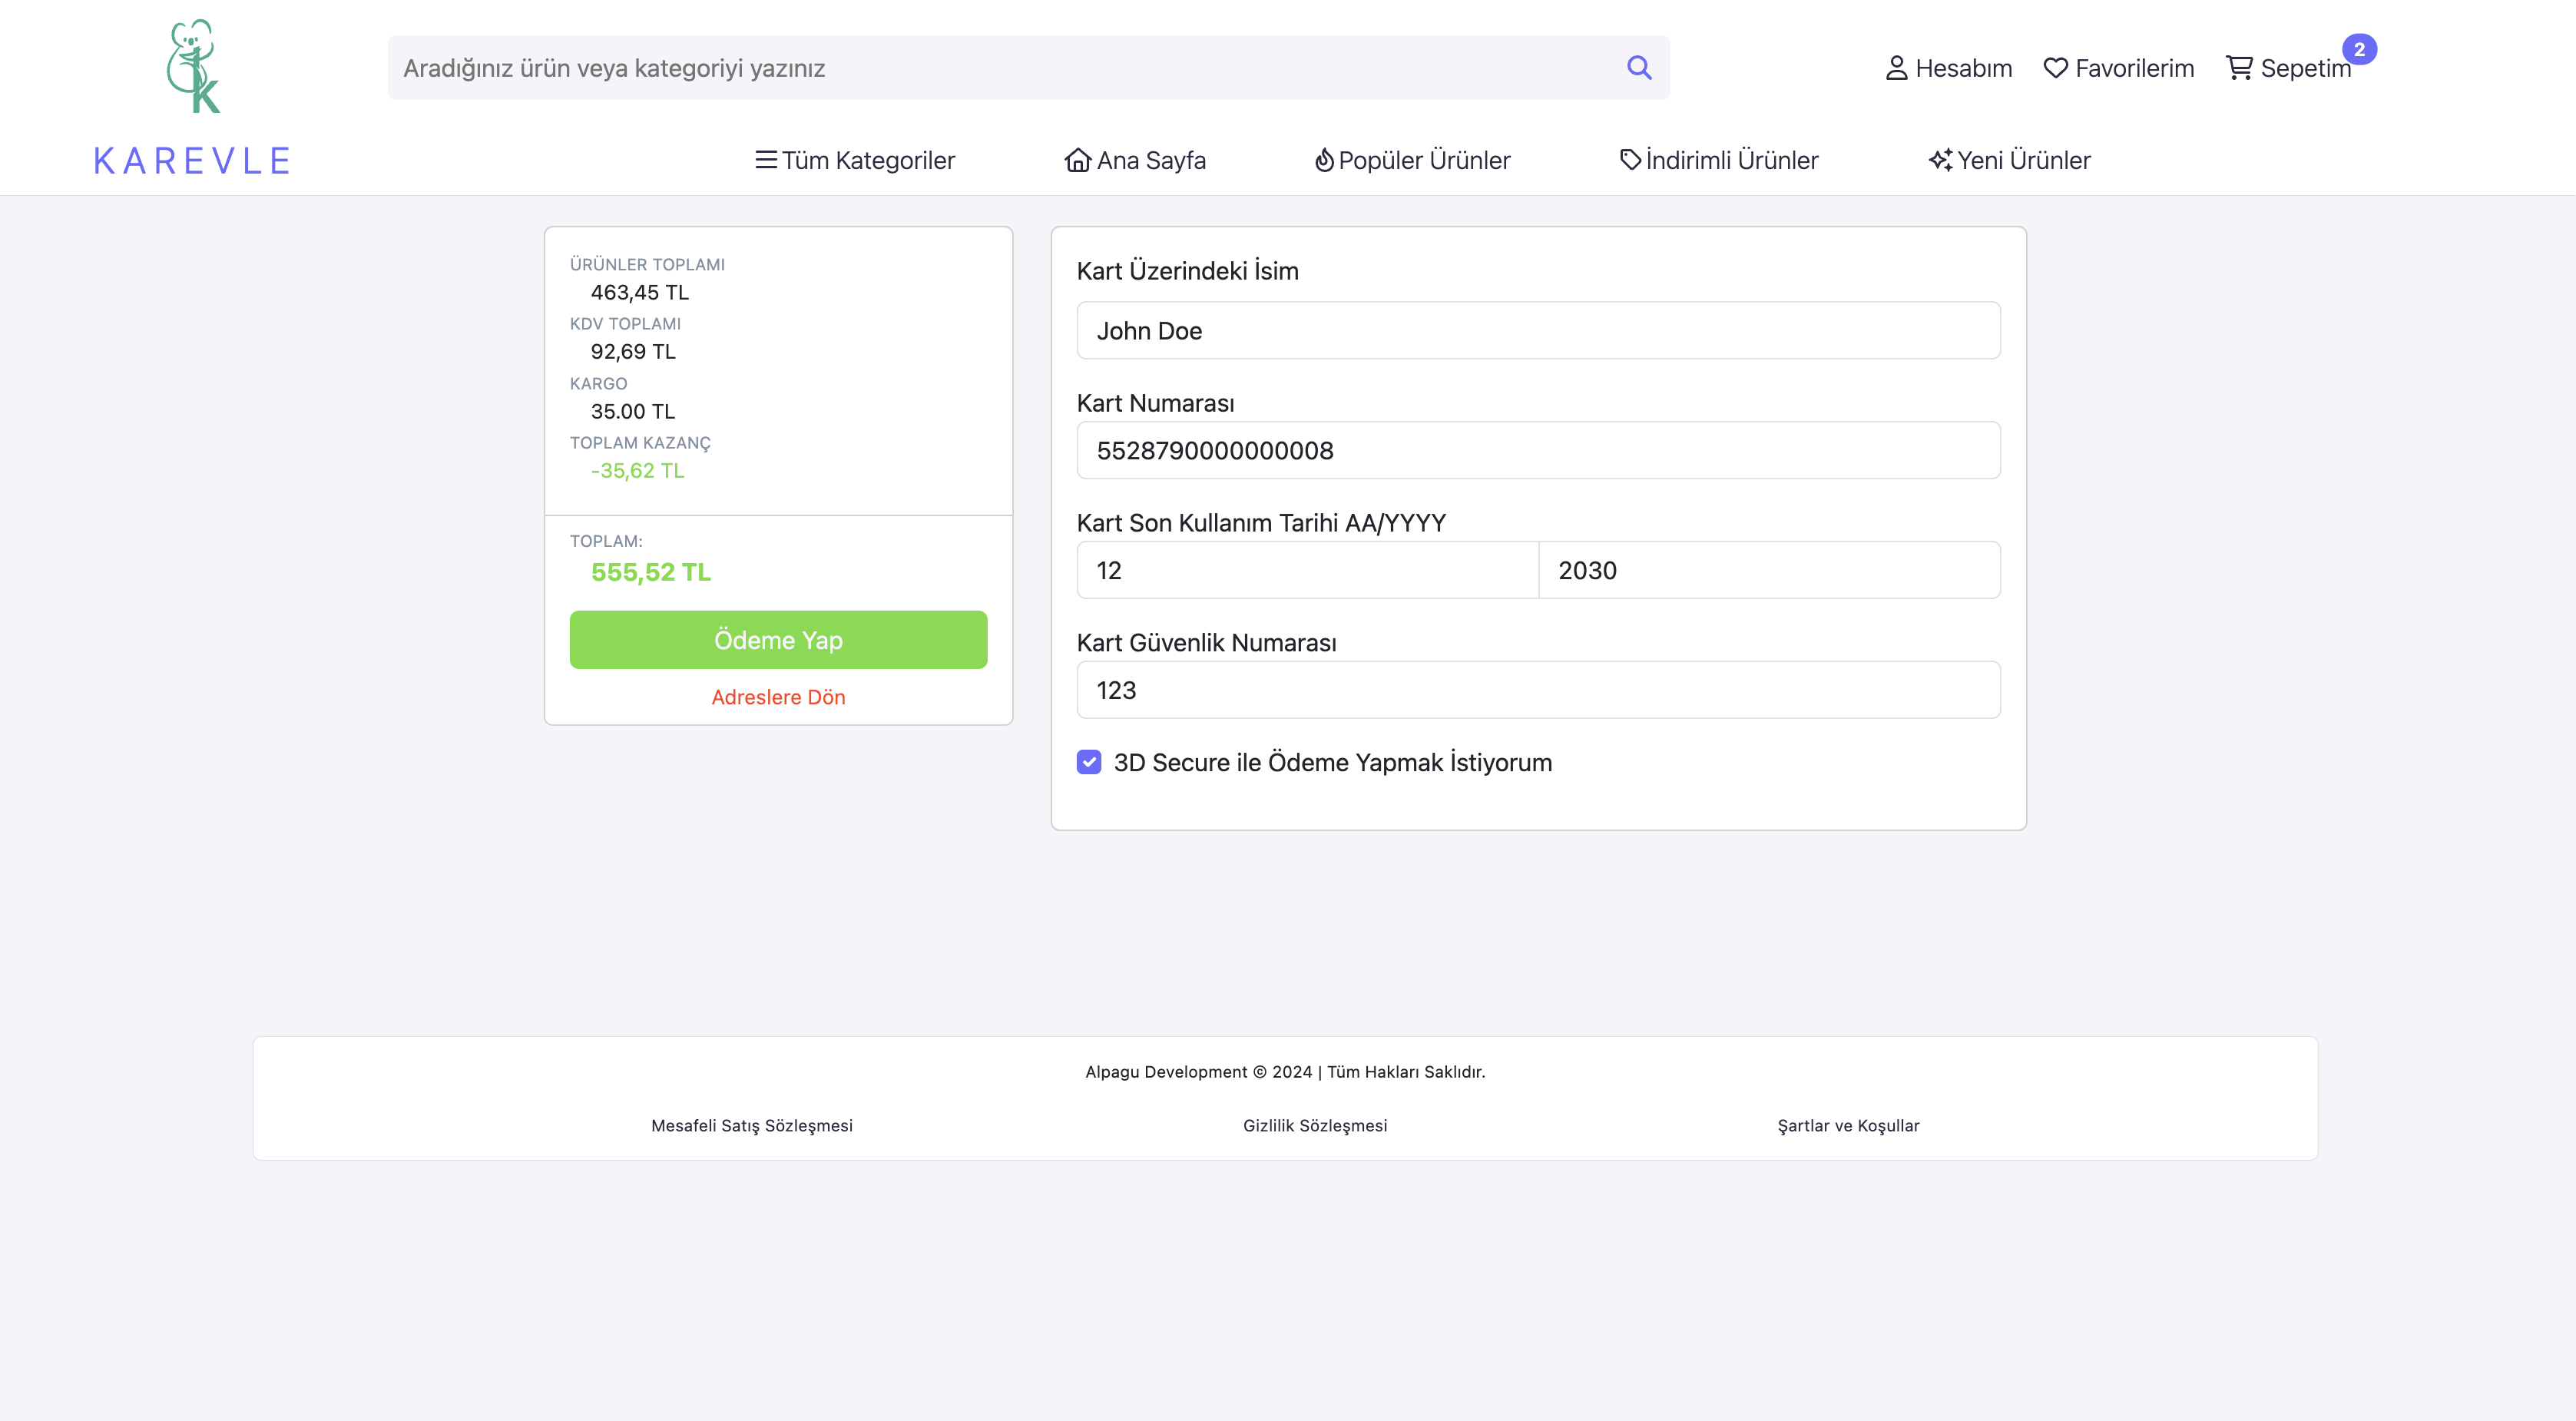 Aradığınız ürün veya kategoriyi yazınız
Hesabım
Favorilerim
Sepetim
2
k
KAREVLE
Tüm Kategoriler
Ana Sayfa
Popüler Ürünler
İndirimli Ürünler
Yeni Ürünler
ÜRÜNLER TOPLAMI
463,45 TL
KDV TOPLAMI
92,69 TL
KARGO
35.00 TL
TOPLAM KAZANÇ
-35,62 TL
TOPLAM:
555,52 TL
Ödeme Yap
Adreslere Dön
Kart Üzerindeki İsim
John Doe
Kart Numarası
5528790000000008
Kart Son Kullanım Tarihi AA/YYYY
12
2030
Kart Güvenlik Numarası
123
3D Secure ile Ödeme Yapmak İstiyorum
Alpagu Development © 2024 | Tüm Hakları Saklıdır.
Mesafeli Satış Sözleşmesi
Gizlilik Sözleşmesi
Şartlar ve Koşullar